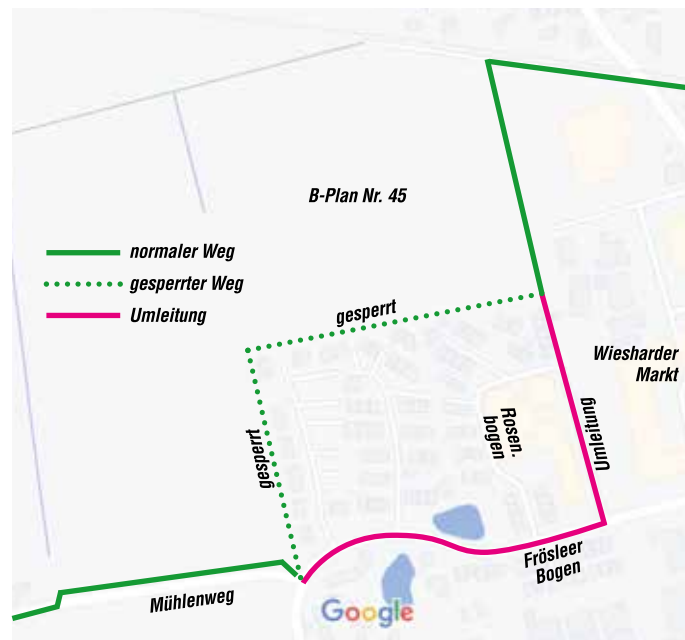 B-Plan Nr. 45
normaler Weg
gesperrter Weg
Umleitung
gesperrt
Wiesharder
Markt
Umleitung
Rosen.
bogen
gesperrt
Frösleer
Bogen
Mühlenweg
Google